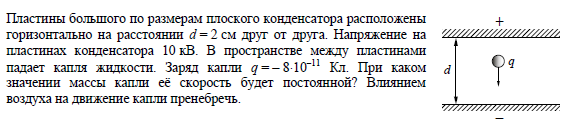 Пластины большого по размерам плоского конденсатора расположены
горизонтально на расстоянии d = 2 см друг от друга. Напряжение на
пластинах конденсатора 10 кВ. В пространстве между пластинами
падает капля жидкости. Заряд капли q = – 8·10⁻¹¹ Кл. При каком
значении массы капли её скорость будет постоянной? Влиянием
воздуха на движение капли пренебречь.
+
d
q
–